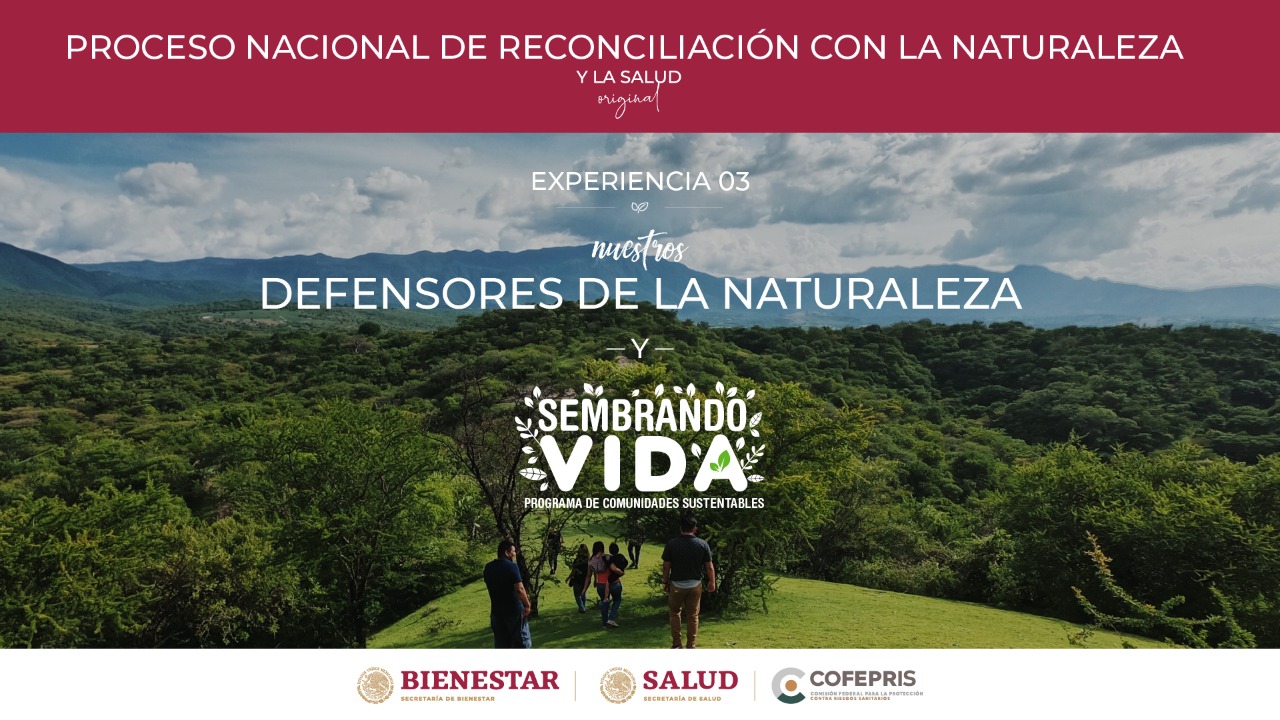 PROCESO NACIONAL DE RECONCILIACIÓN CON LA NATURALEZA
Y LA SALUD
original
EXPERIENCIA 03
nuestros
DEFENSORES DE LA NATURALEZA
Y
SEMBRANDO
VIDA
PROGRAMA DE COMUNIDADES SUSTENTABLES
BIENESTAR
SECRETARÍA DE BIENESTAR
SALUD
SECRETARÍA DE SALUD
COFEPRIS
COMISIÓN FEDERAL PARA LA PROTECCIÓN
CONTRA RIESGOS SANITARIOS